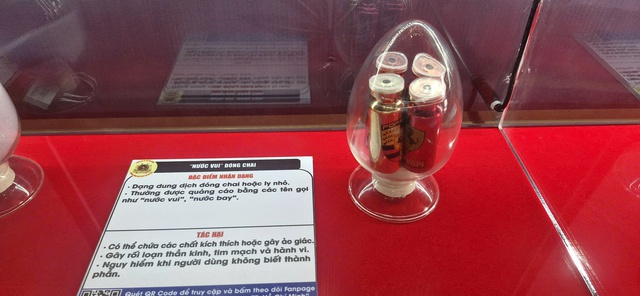 "NƯỚC VUI" ĐÓNG CHAI
ĐẶC ĐIỂM NHẬN DẠNG
- Dạng dung dịch đóng chai hoặc ly nhỏ.
- Thường được quảng cáo bằng các tên gọi
như "nước vui", "nước bay".
TÁC HẠI
- Có thể chứa các chất kích thích hoặc gây ảo giác.
- Gây rối loạn thần kinh, tim mạch và hành vi.
- Nguy hiểm khi người dùng không biết thành
phần.
Quét QR Code để truy cập và bấm theo dõi Fanpage